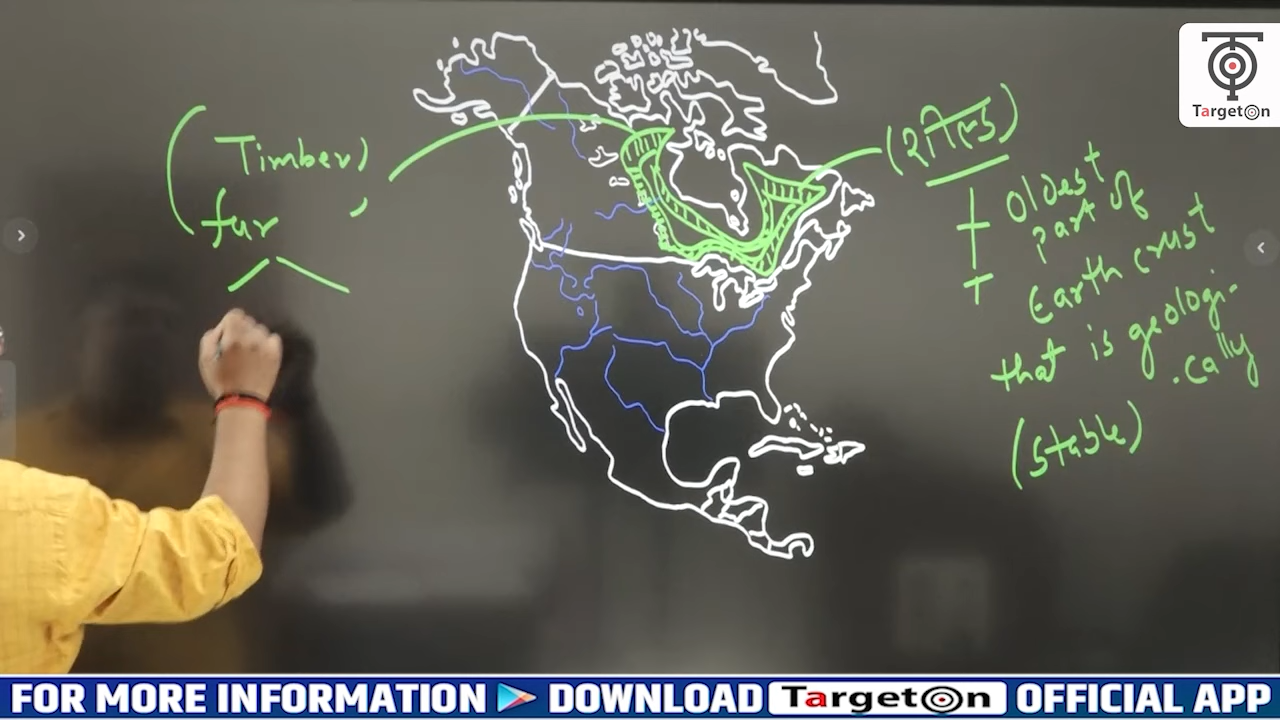 TargetOn
(Timber,
fur
oldest
part of
Earth crust
that is geologi-
cally
(stable)
FOR MORE INFORMATION DOWNLOAD TargetOn OFFICIAL APP